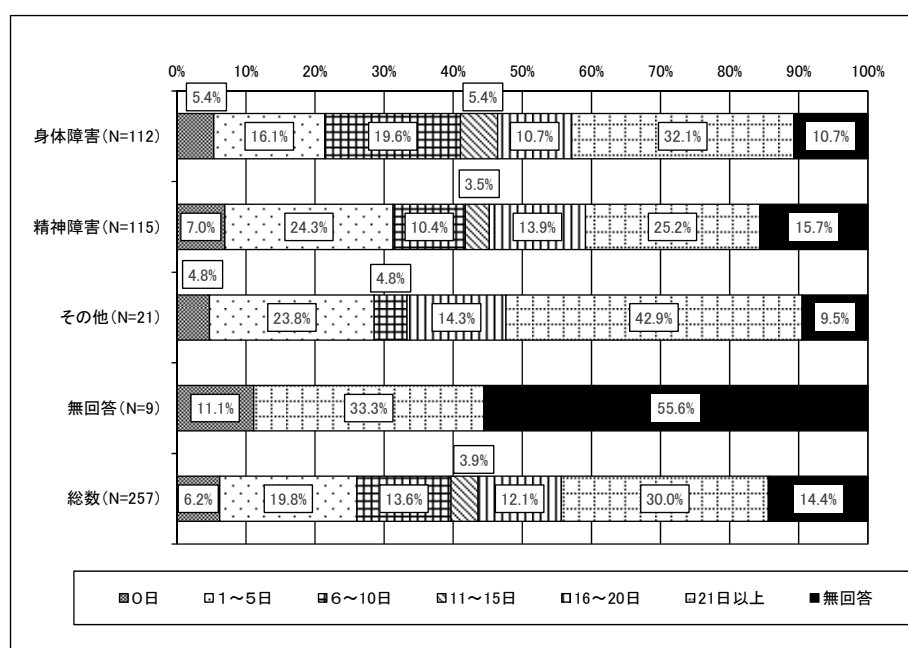 0% 10% 20% 30% 40% 50% 60% 70% 80% 90% 100%
5.4% 5.4%
身体障害(N=112) 16.1% 19.6% 10.7% 32.1% 10.7%
3.5%
精神障害(N=115) 7.0% 24.3% 10.4% 13.9% 25.2% 15.7%
4.8% 4.8%
その他(N=21) 23.8% 14.3% 42.9% 9.5%
無回答(N=9) 11.1% 33.3% 55.6%
3.9%
総数(N=257) 6.2% 19.8% 13.6% 12.1% 30.0% 14.4%
0日 1~5日 6~10日 11~15日 16~20日 21日以上 無回答